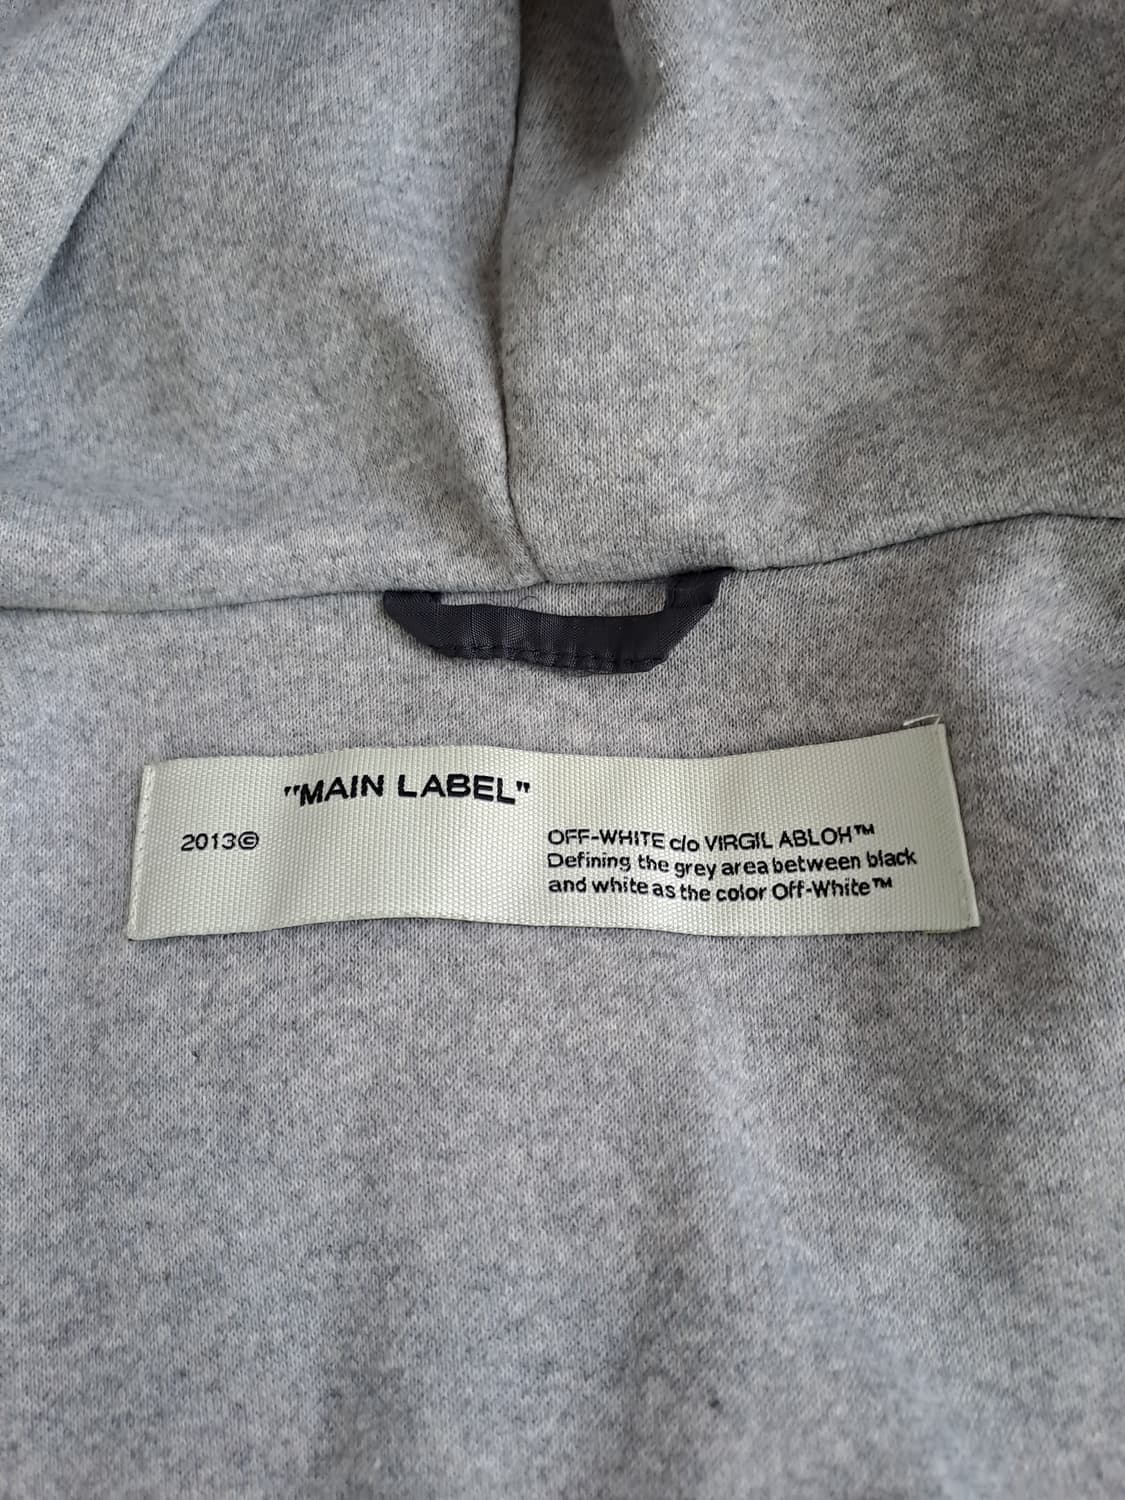 "MAIN LABEL"
2013©
OFF-WHITE c/o VIRGIL ABLOH™
Defining the grey area between black
and white as the color Off-White™